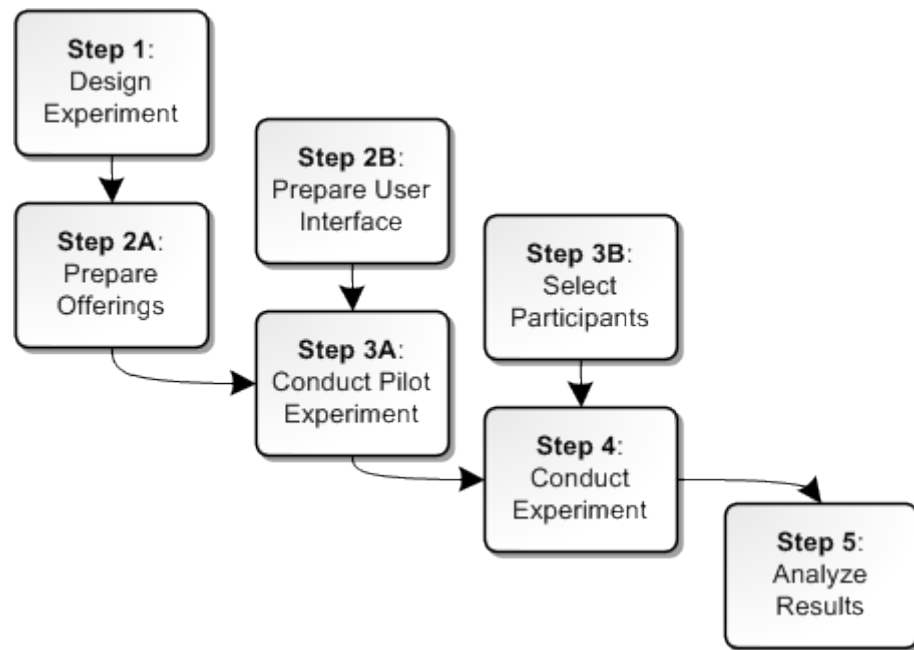 Step 1:
Design
Experiment
Step 2A:
Prepare
Offerings
Step 2B:
Prepare User
Interface
Step 3A:
Conduct Pilot
Experiment
Step 3B:
Select
Participants
Step 4:
Conduct
Experiment
Step 5:
Analyze
Results